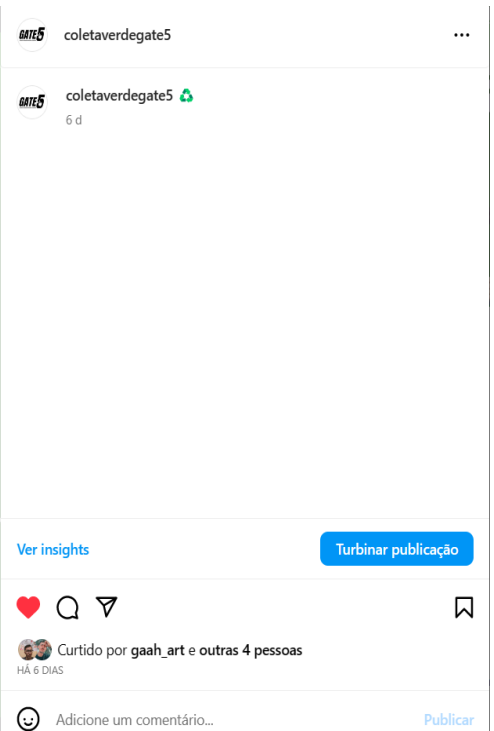 GATE5
coletaverdegate5
GATE5
coletaverdegate5 ♻
6 d
Ver insights
Turbinar publicação
Curtido por gaah_art e outras 4 pessoas
HÁ 6 DIAS
Adicione um comentário...
Publicar